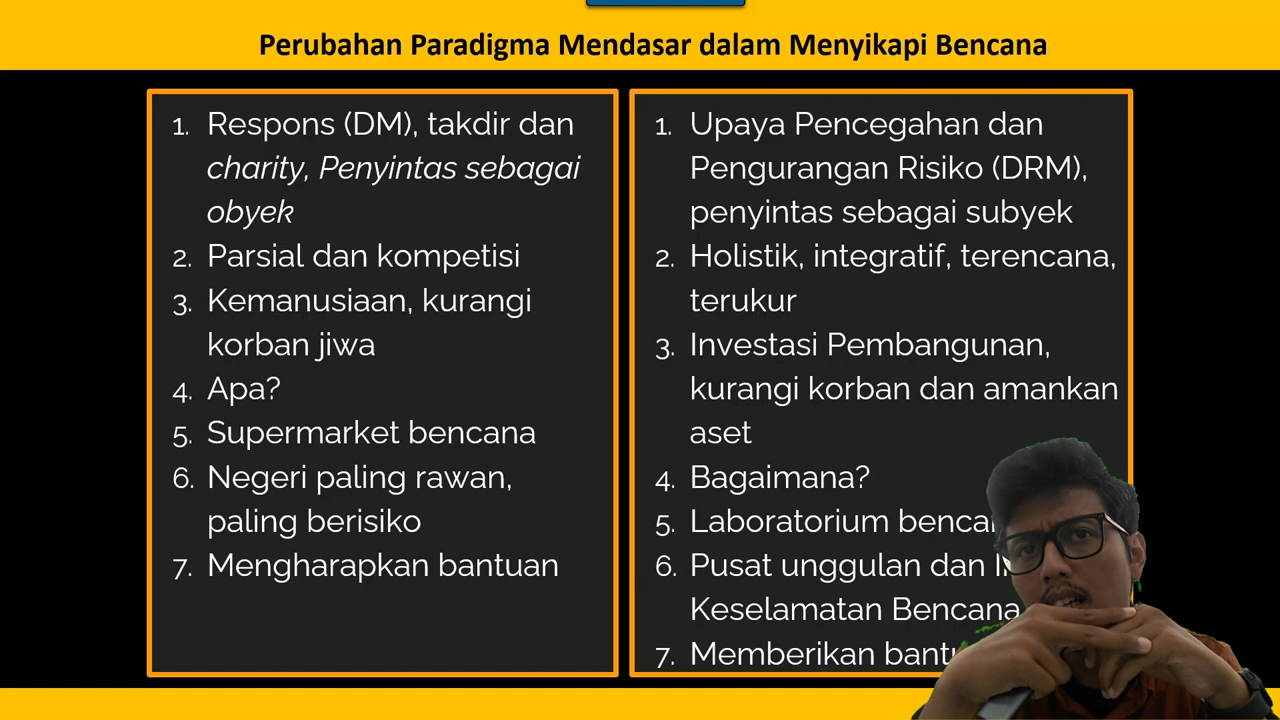 Perubahan Paradigma Mendasar dalam Menyikapi Bencana
1. Respons (DM), takdir dan
charity, Penyintas sebagai
obyek
2. Parsial dan kompetisi
3. Kemanusiaan, kurangi
korban jiwa
4. Apa?
5. Supermarket bencana
6. Negeri paling rawan,
paling berisiko
7. Mengharapkan bantuan
1. Upaya Pencegahan dan
Pengurangan Risiko (DRM),
penyintas sebagai subyek
2. Holistik, integratif, terencana,
terukur
3. Investasi Pembangunan,
kurangi korban dan amankan
aset
4. Bagaimana?
5. Laboratorium
6. Pusat unggulan dan
Keselamatan Bencana
7. Memberikan